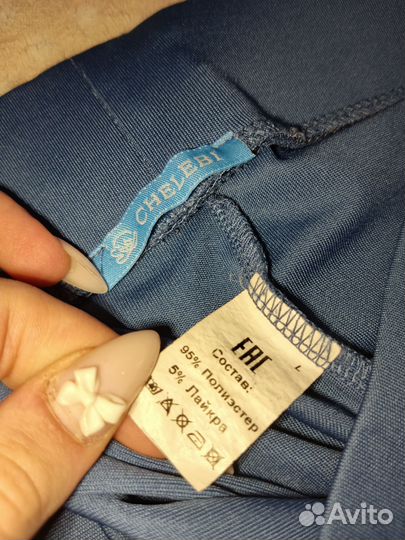 CHELEBI
EAC
L
Состав:
95% Полиэстер
5% Лайкра
Avito